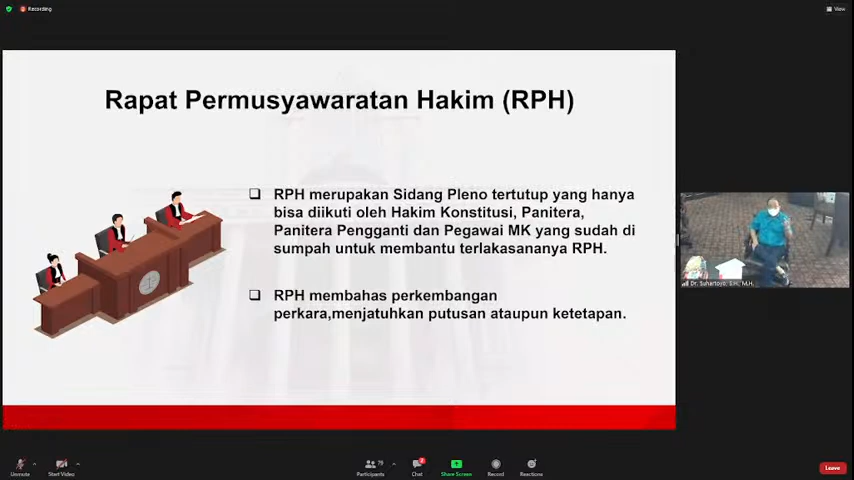 Recording
View
Rapat Permusyawaratan Hakim (RPH)
RPH merupakan Sidang Pleno tertutup yang hanya
bisa diikuti oleh Hakim Konstitusi, Panitera,
Panitera Pengganti dan Pegawai MK yang sudah di
sumpah untuk membantu terlakasananya RPH.
RPH membahas perkembangan
perkara,menjatuhkan putusan ataupun ketetapan.
Dr. Suhartoyo, S.H., M.H.
Unmute
Start Video
Participants
79
Chat
2
Share Screen
Record
Reactions
Leave